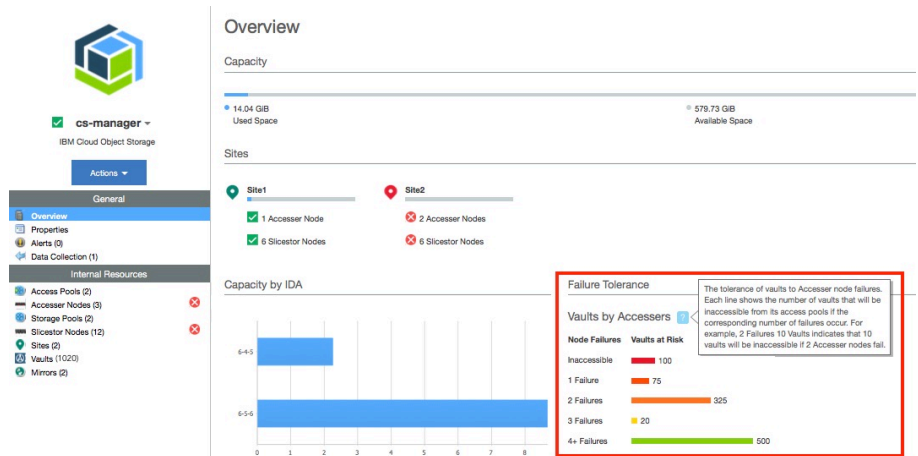 cs-manager
IBM Cloud Object Storage
Actions
General
Overview
Properties
Alerts (0)
Data Collection (1)
Internal Resources
Access Pools (2)
Accesser Nodes (3)
Storage Pools (2)
Slicestor Nodes (12)
Sites (2)
Vaults (1020)
Mirrors (2)
Overview
Capacity
14.04 GiB
Used Space
579.73 GiB
Available Space
Sites
Site1
1 Accesser Node
6 Slicestor Nodes
Site2
2 Accesser Nodes
6 Slicestor Nodes
Capacity by IDA
6-4-5
6-5-6
0 1 2 3 4 5 6 7 8
Failure Tolerance
Vaults by Accessers ?
The tolerance of vaults to Accesser node failures.
Each line shows the number of vaults that will be
inaccessible from its access pools if the
corresponding number of failures occur. For
example, 2 Failures 10 Vaults indicates that 10
vaults will be inaccessible if 2 Accesser nodes fail.
Node Failures Vaults at Risk
Inaccessible 100
1 Failure 75
2 Failures 325
3 Failures 20
4+ Failures 500